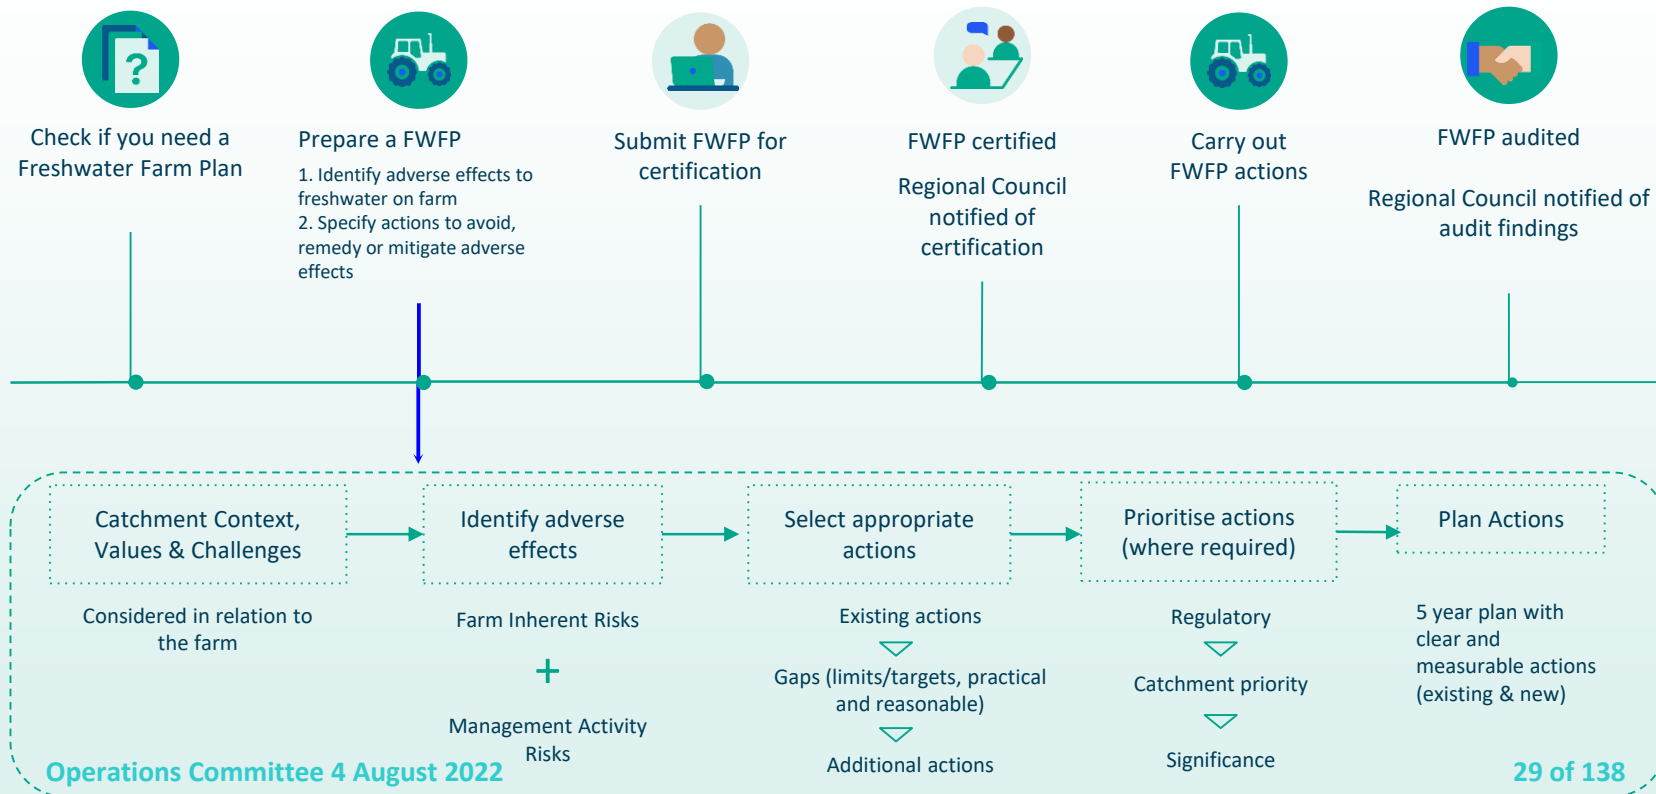 ?
Check if you need a
Freshwater Farm Plan
Prepare a FWFP
1. Identify adverse effects to
freshwater on farm
2. Specify actions to avoid,
remedy or mitigate adverse
effects
Submit FWFP for
certification
FWFP certified
Regional Council
notified of
certification
Carry out
FWFP actions
FWFP audited
Regional Council notified of
audit findings
Catchment Context,
Values & Challenges
Considered in relation to
the farm
Identify adverse
effects
Farm Inherent Risks
+
Management Activity
Risks
Select appropriate
actions
Existing actions
Gaps (limits/targets, practical
and reasonable)
Additional actions
Prioritise actions
(where required)
Regulatory
Catchment priority
Significance
Plan Actions
5 year plan with
clear and
measurable actions
(existing & new)
Operations Committee 4 August 2022
29 of 138